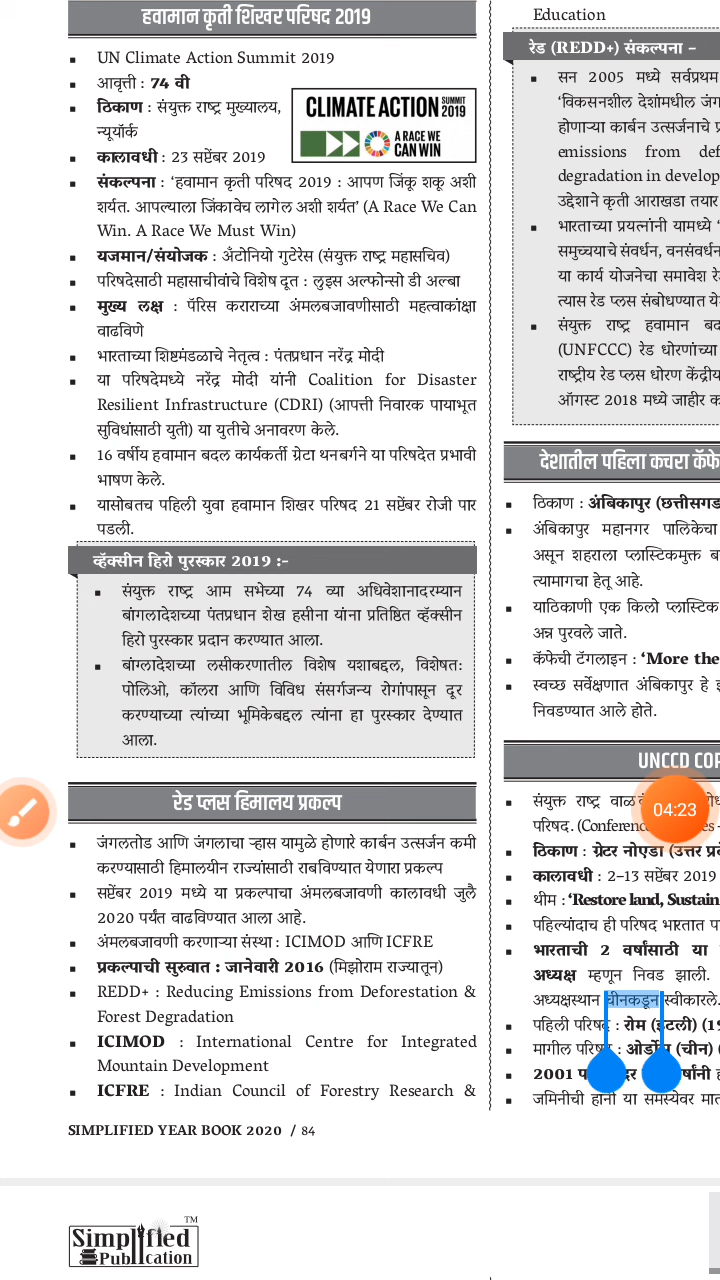 हवामान कृती शिखर परिषद 2019
UN Climate Action Summit 2019
आवृत्ती : 74 वी
ठिकाण : संयुक्त राष्ट्र मुख्यालय,
न्यूयॉर्क
कालावधी : 23 सप्टेंबर 2019
CLIMATE ACTION SUMMIT 2019
A RACE WE
CAN WIN
संकल्पना : ‘हवामान कृती परिषद 2019 : आपण जिंकू शकू अशी
शर्यत. आपल्याला जिंकावेच लागेल अशी शर्यत’ (A Race We Can
Win. A Race We Must Win)
यजमान/संयोजक : अँटोनियो गुटेरेस (संयुक्त राष्ट्र महासचिव)
परिषदेसाठी महासाचीवांचे विशेष दूत : लुइस अल्फोन्सो डी अल्बा
मुख्य लक्ष : पॅरिस कराराच्या अंमलबजावणीसाठी महत्वाकांक्षा
वाढविणे
भारताच्या शिष्टमंडळाचे नेतृत्व : पंतप्रधान नरेंद्र मोदी
या परिषदेमध्ये नरेंद्र मोदी यांनी Coalition for Disaster
Resilient Infrastructure (CDRI) (आपत्ती निवारक पायाभूत
सुविधांसाठी युती) या युतीचे अनावरण केले.
16 वर्षीय हवामान बदल कार्यकर्ती ग्रेटा थनबर्गने या परिषदेत प्रभावी
भाषण केले.
यासोबतच पहिली युवा हवामान शिखर परिषद 21 सप्टेंबर रोजी पार
पडली.
व्हॅक्सीन हिरो पुरस्कार 2019 :-
संयुक्त राष्ट्र आम सभेच्या 74 व्या अधिवेशानादरम्यान
बांगलादेशच्या पंतप्रधान शेख हसीना यांना प्रतिष्ठित व्हॅक्सीन
हिरो पुरस्कार प्रदान करण्यात आला.
बांग्लादेशच्या लसीकरणातील विशेष यशाबद्दल, विशेषत:
पोलिओ, कॉलरा आणि विविध संसर्गजन्य रोगांपासून दूर
करण्याच्या त्यांच्या भूमिकेबद्दल त्यांना हा पुरस्कार देण्यात
आला.
रेड प्लस हिमालय प्रकल्प
जंगलतोड आणि जंगलाचा ऱ्हास यामुळे होणारे कार्बन उत्सर्जन कमी
करण्यासाठी हिमालयीन राज्यांसाठी राबविण्यात येणारा प्रकल्प
सप्टेंबर 2019 मध्ये या प्रकल्पाचा अंमलबजावणी कालावधी जुलै
2020 पर्यंत वाढविण्यात आला आहे.
अंमलबजावणी करणाऱ्या संस्था : ICIMOD आणि ICFRE
प्रकल्पाची सुरुवात : जानेवारी 2016 (मिझोराम राज्यातून)
REDD+ : Reducing Emissions from Deforestation &
Forest Degradation
ICIMOD : International Centre for Integrated
Mountain Development
ICFRE : Indian Council of Forestry Research &
Education
रेड (REDD+) संकल्पना –
सन 2005 मध्ये सर्वप्रथम
‘विकसनशील देशांमधील
होणाऱ्या कार्बन उत्सर्जनाचे
emissions from
degradation in
उद्देशाने कृती आराखडा तयार
भारताच्या प्रयत्नांनी यामध्ये
समुच्चयाचे संवर्धन,
या कार्य योजनेचा समावेश
त्यास रेड प्लस संबोधण्यात
संयुक्त राष्ट्र हवामान
(UNFCCC) रेड धोरणांच्या
राष्ट्रीय रेड प्लस धोरण
ऑगस्ट 2018 मध्ये जाहीर
देशातील पहिला कचरा
ठिकाण : अंबिकापुर
अंबिकापुर महानगर पालिकेचा
असून शहराला प्लास्टिकमुक्त
त्यामागचा हेतू आहे.
याठिकाणी एक किलो प्लास्टिक
अन्न पुरवले जाते.
कॅफेची टॅगलाइन : ‘More
स्वच्छ सर्वेक्षणात अंबिकापुर हे
निवडण्यात आले होते.
UNCCD
संयुक्त राष्ट्र
04:23
परिषद.
ठिकाण : ग्रेटर नोएडा (उत्तर
कालावधी : 2–13 सप्टेंबर 2019
थीम : ‘Restore land,
पहिल्यांदाच ही परिषद भारतात
भारताची 2 वर्षांसाठी या
अध्यक्ष म्हणून निवड झाली.
अध्यक्षस्थान चीनकडून स्वीकारले.
पहिली : रोम (इटली)
मागील : ओर्डोस (चीन)
2001
जमिनीची हानी या समस्येवर
SIMPLIFIED YEAR BOOK 2020 / 84
Simplified TM
Publication